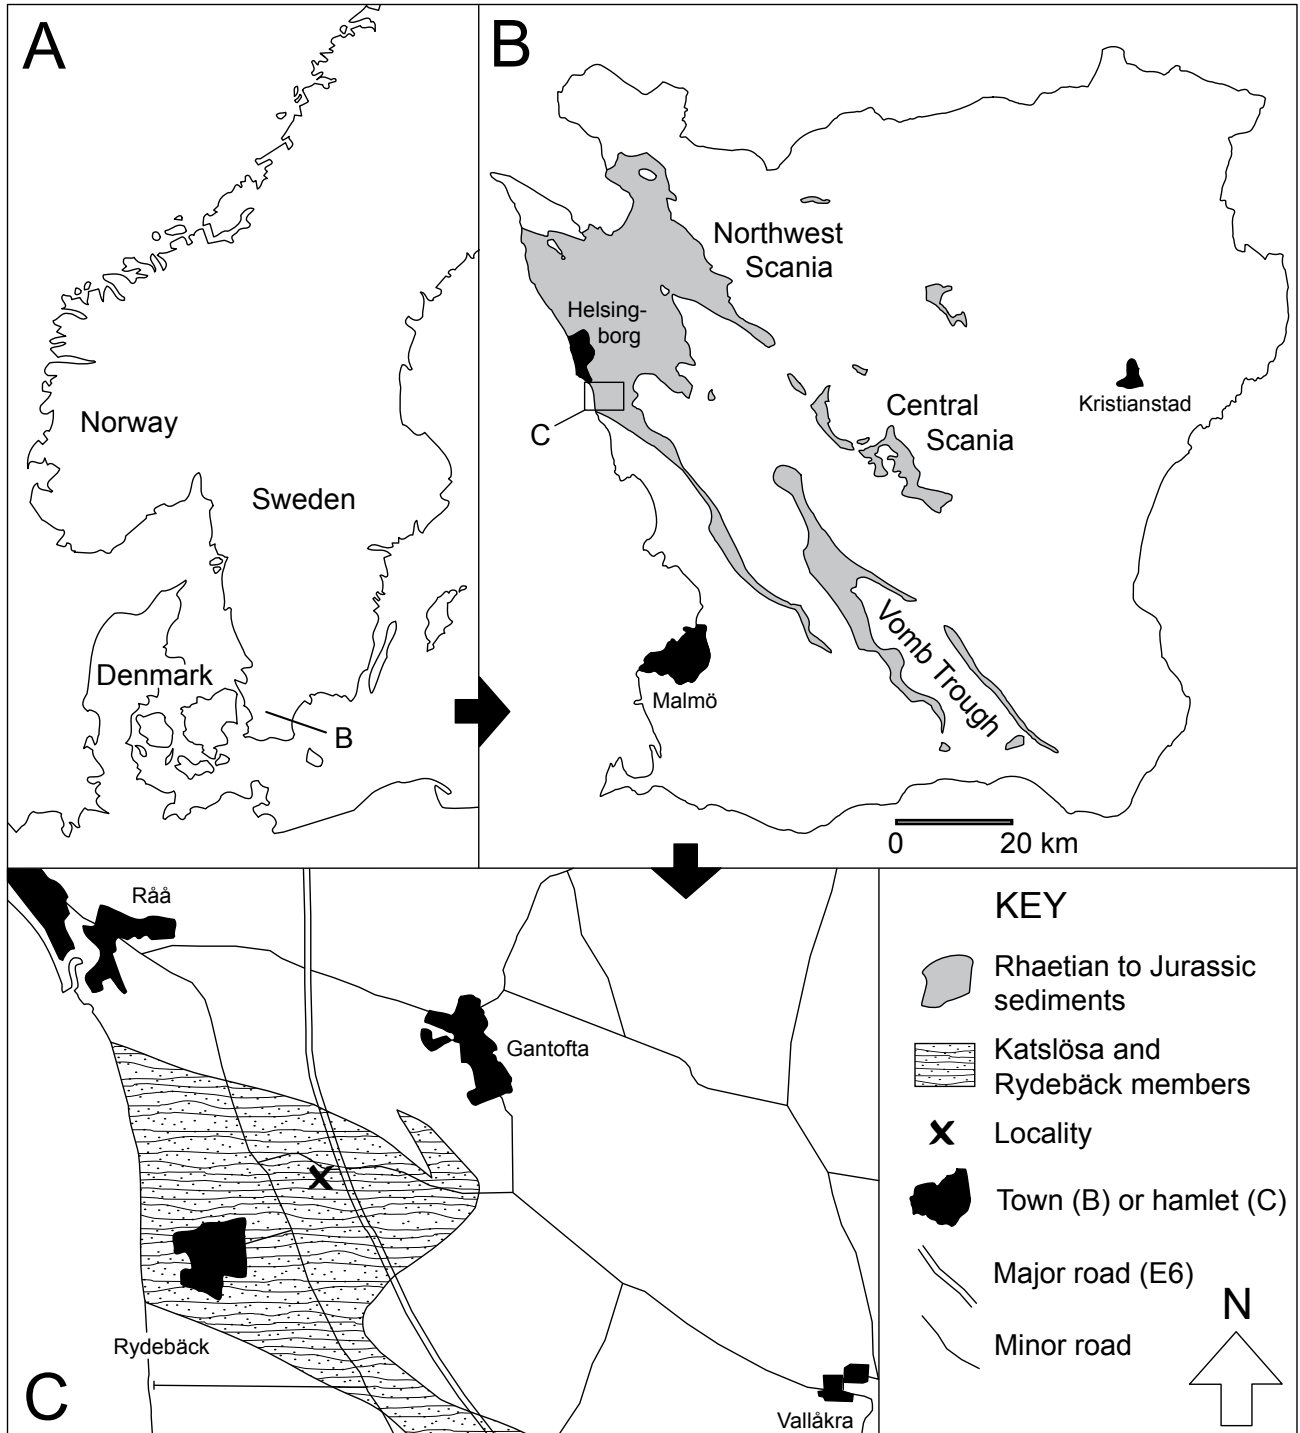 A
Norway
Sweden
Denmark
B
B
Northwest
Scania
Helsing-
borg
C
Central
Scania
Kristianstad
Vomb Trough
Malmö
0 20 km
C
Råå
Gantofta
Rydebäck
Vallåkra
KEY
Rhaetian to Jurassic
sediments
Katslösa and
Rydebäck members
Locality
Town (B) or hamlet (C)
Major road (E6)
Minor road
N